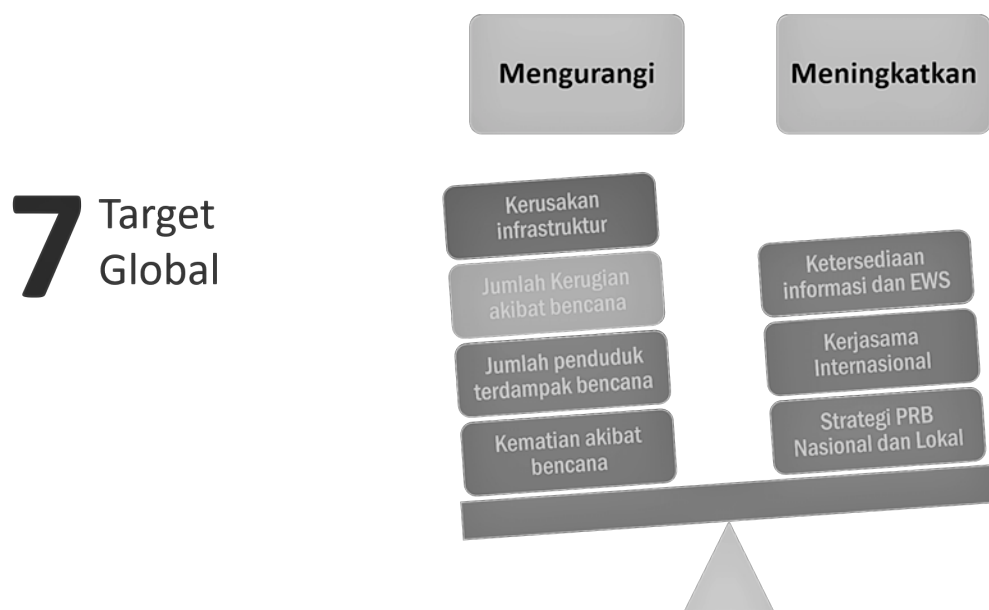 Mengurangi
Meningkatkan
7 Target
Global
Kerusakan
infrastruktur
Jumlah Kerugian
akibat bencana
Jumlah penduduk
terdampak bencana
Kematian akibat
bencana
Ketersediaan
informasi dan EWS
Kerjasama
Internasional
Strategi PRB
Nasional dan Lokal